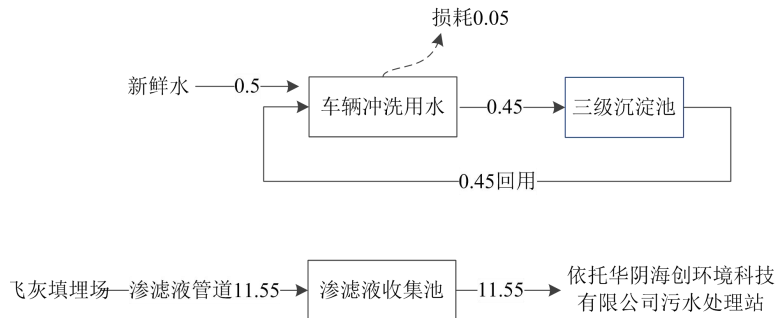 损耗0.05
新鲜水
0.5
车辆冲洗用水
0.45
三级沉淀池
0.45回用
飞灰填埋场
渗滤液管道11.55
渗滤液收集池
11.55
依托华阴海创环境科技
有限公司污水处理站